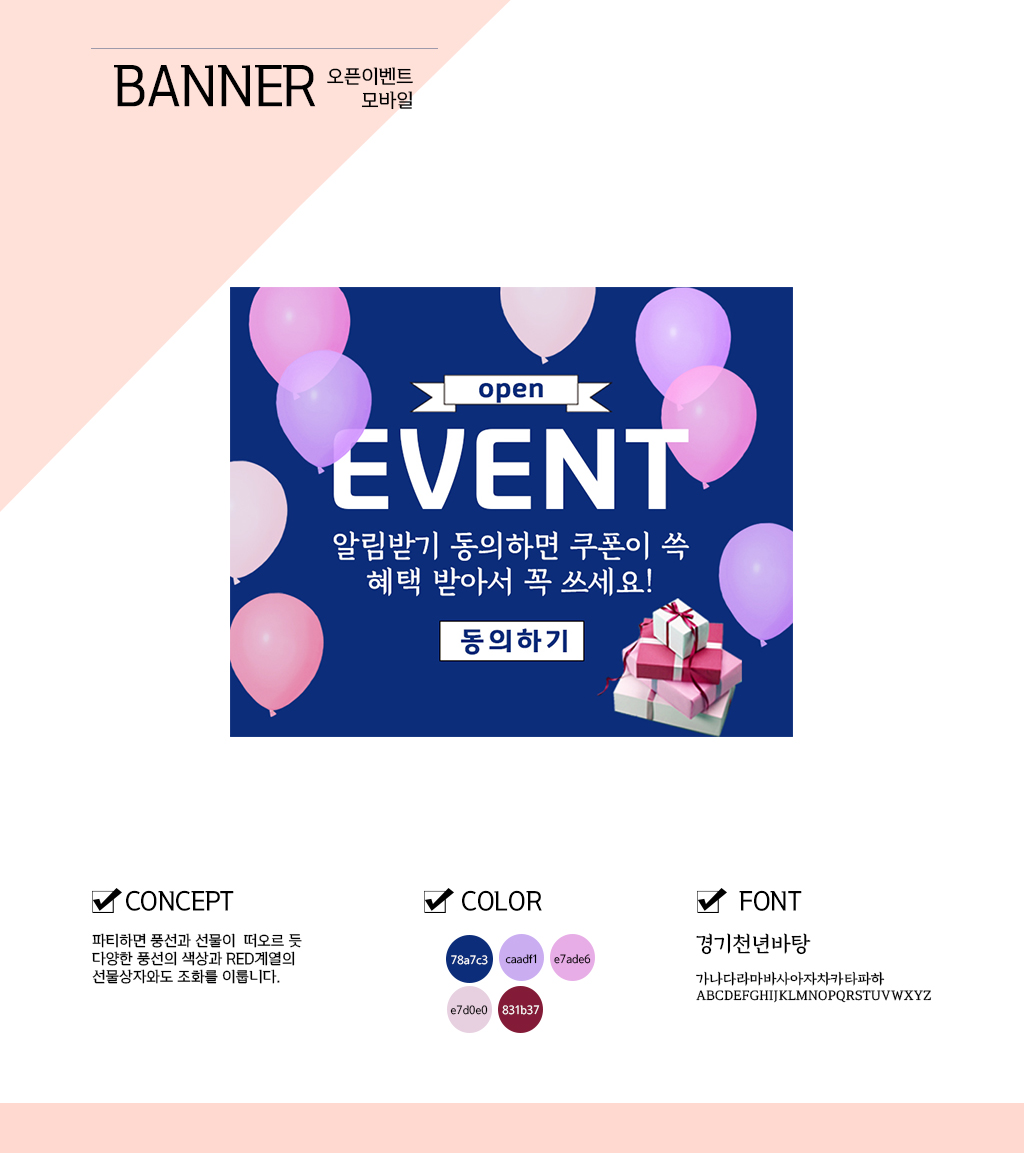 BANNER
오픈이벤트
모바일
open
EVENT
알림받기 동의하면 쿠폰이 쏙
혜택 받아서 꼭 쓰세요!
동의하기
CONCEPT
파티하면 풍선과 선물이 떠오르 듯
다양한 풍선의 색상과 RED계열의
선물상자와도 조화를 이룹니다.
COLOR
78a7c3
caadf1
e7ade6
e7d0e0
831b37
FONT
경기천년바탕
가나다라마바사아자차카타파하
ABCDEFGHIJKLMNOPQRSTUVWXYZ